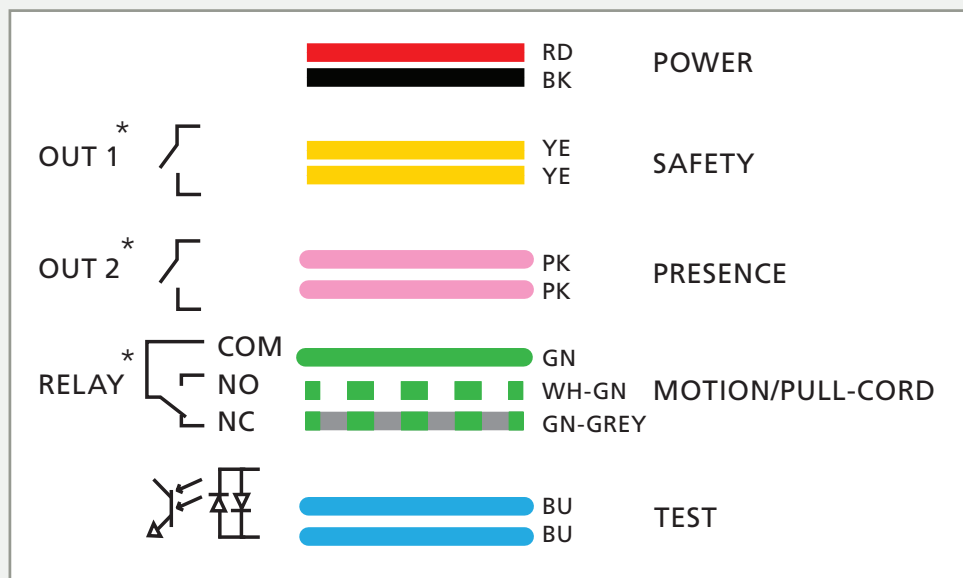 RD
BK
POWER
OUT 1*
YE
YE
SAFETY
OUT 2*
PK
PK
PRESENCE
RELAY*
COM
NO
NC
GN
WH-GN
GN-GREY
MOTION/PULL-CORD
BU
BU
TEST